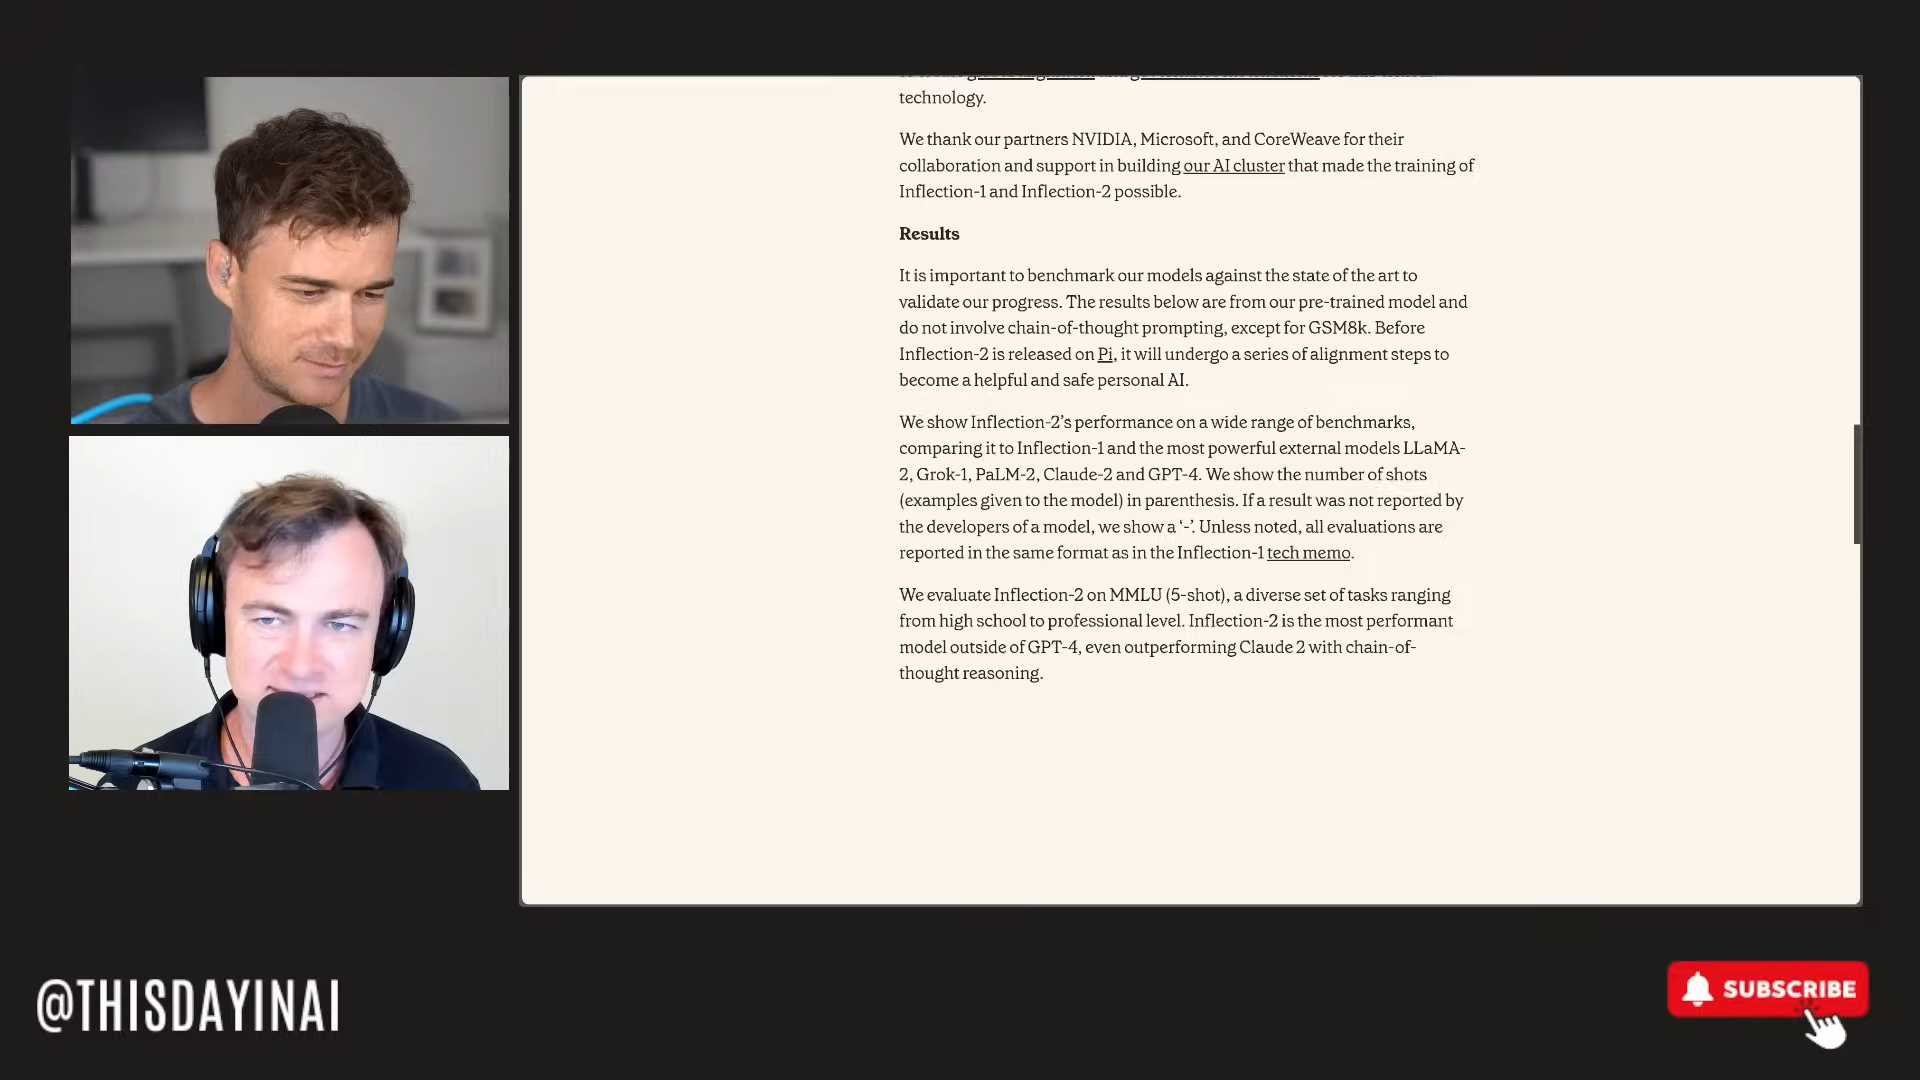 technology.
We thank our partners NVIDIA, Microsoft, and CoreWeave for their
collaboration and support in building our AI cluster that made the training of
Inflection-1 and Inflection-2 possible.
Results
It is important to benchmark our models against the state of the art to
validate our progress. The results below are from our pre-trained model and
do not involve chain-of-thought prompting, except for GSM8k. Before
Inflection-2 is released on Pi, it will undergo a series of alignment steps to
become a helpful and safe personal AI.
We show Inflection-2’s performance on a wide range of benchmarks,
comparing it to Inflection-1 and the most powerful external models LLaMA-
2, Grok-1, PaLM-2, Claude-2 and GPT-4. We show the number of shots
(examples given to the model) in parenthesis. If a result was not reported by
the developers of a model, we show a ‘-’. Unless noted, all evaluations are
reported in the same format as in the Inflection-1 tech memo.
We evaluate Inflection-2 on MMLU (5-shot), a diverse set of tasks ranging
from high school to professional level. Inflection-2 is the most performant
model outside of GPT-4, even outperforming Claude 2 with chain-of-
thought reasoning.
@THISDAYINAI
SUBSCRIBE